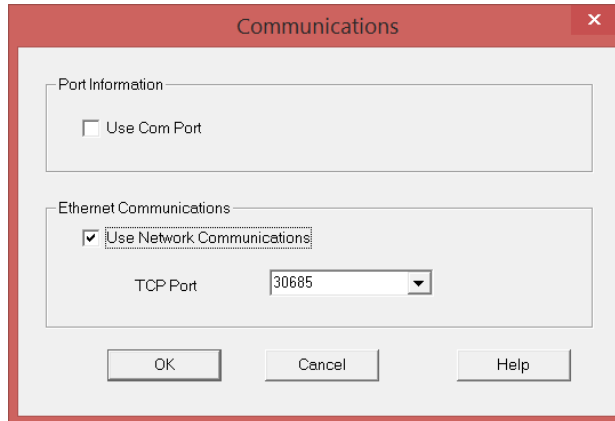 Communications
x
Port Information
Use Com Port
Ethernet Communications
Use Network Communications
TCP Port 30685
OK Cancel Help